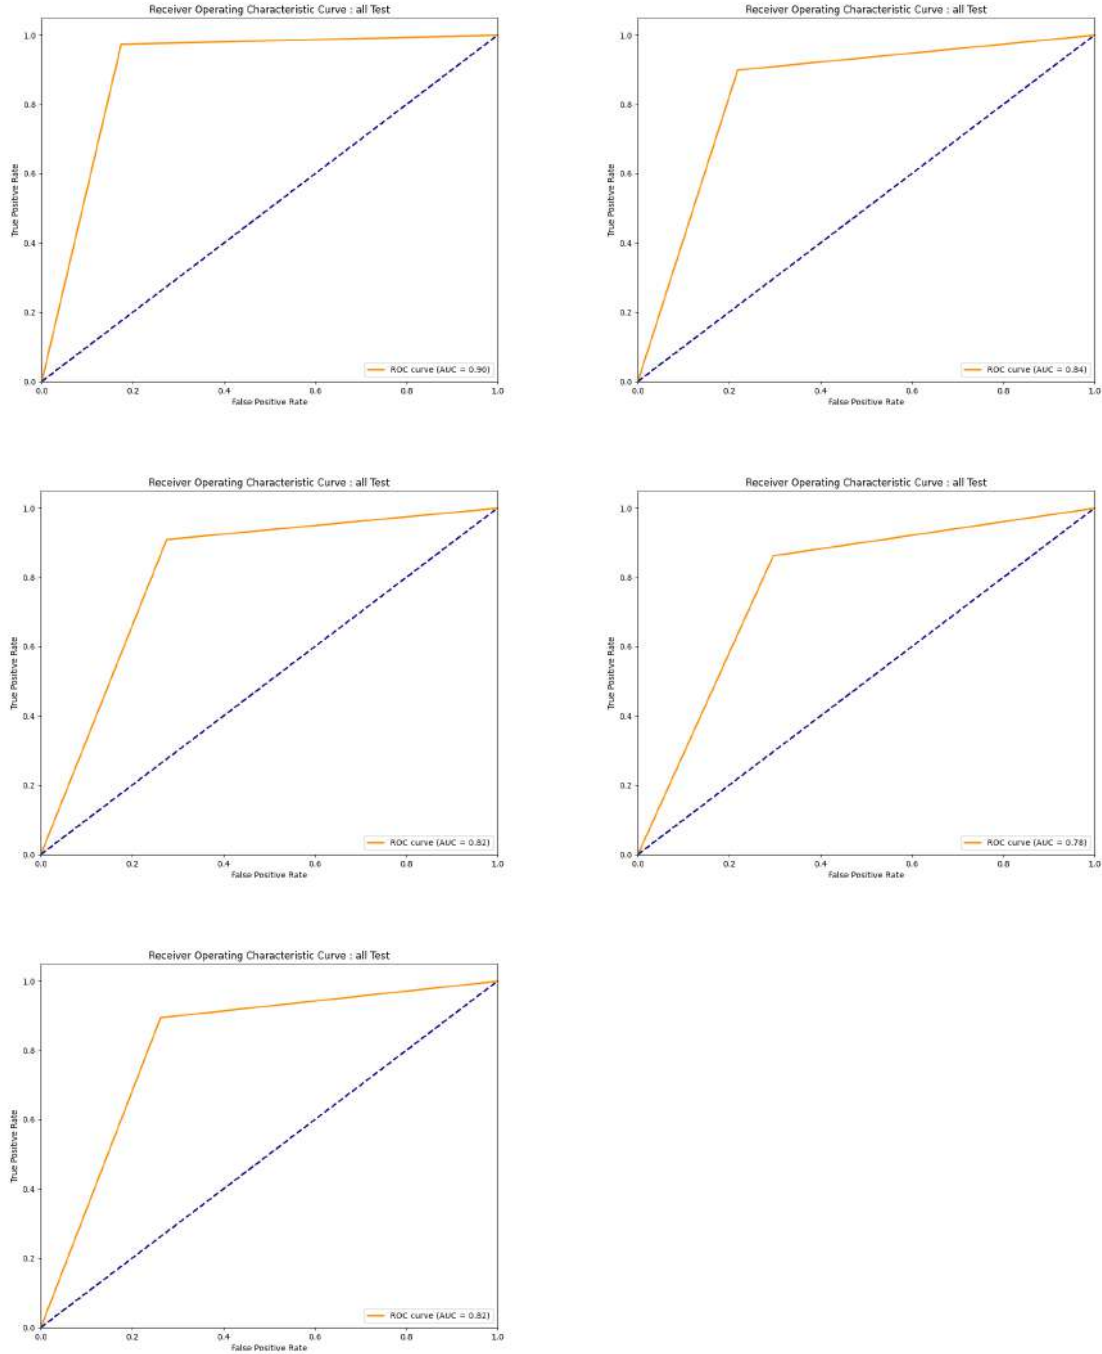 Receiver Operating Characteristic Curve : all Test
1.0
0.8
0.6
0.4
0.2
0.0
True Positive Rate
ROC curve (AUC = 0.90)
0.0 0.2 0.4 0.6 0.8 1.0
False Positive Rate
Receiver Operating Characteristic Curve : all Test
1.0
0.8
0.6
0.4
0.2
0.0
True Positive Rate
ROC curve (AUC = 0.84)
0.0 0.2 0.4 0.6 0.8 1.0
False Positive Rate
Receiver Operating Characteristic Curve : all Test
1.0
0.8
0.6
0.4
0.2
0.0
True Positive Rate
ROC curve (AUC = 0.82)
0.0 0.2 0.4 0.6 0.8 1.0
False Positive Rate
Receiver Operating Characteristic Curve : all Test
1.0
0.8
0.6
0.4
0.2
0.0
True Positive Rate
ROC curve (AUC = 0.78)
0.0 0.2 0.4 0.6 0.8 1.0
False Positive Rate
Receiver Operating Characteristic Curve : all Test
1.0
0.8
0.6
0.4
0.2
0.0
True Positive Rate
ROC curve (AUC = 0.82)
0.0 0.2 0.4 0.6 0.8 1.0
False Positive Rate